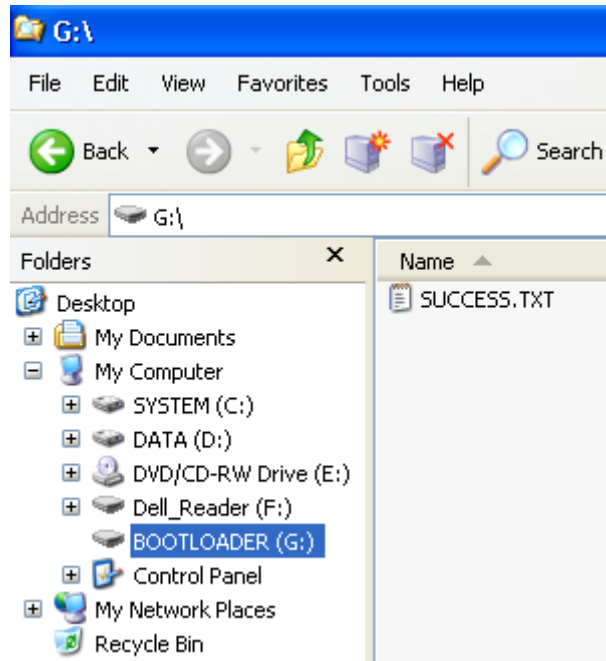 G:\
File Edit View Favorites Tools Help
Back Search
Address G:\
Folders X Name
Desktop SUCCESS.TXT
My Documents
My Computer
SYSTEM (C:)
DATA (D:)
DVD/CD-RW Drive (E:)
Dell_Reader (F:)
BOOTLOADER (G:)
Control Panel
My Network Places
Recycle Bin